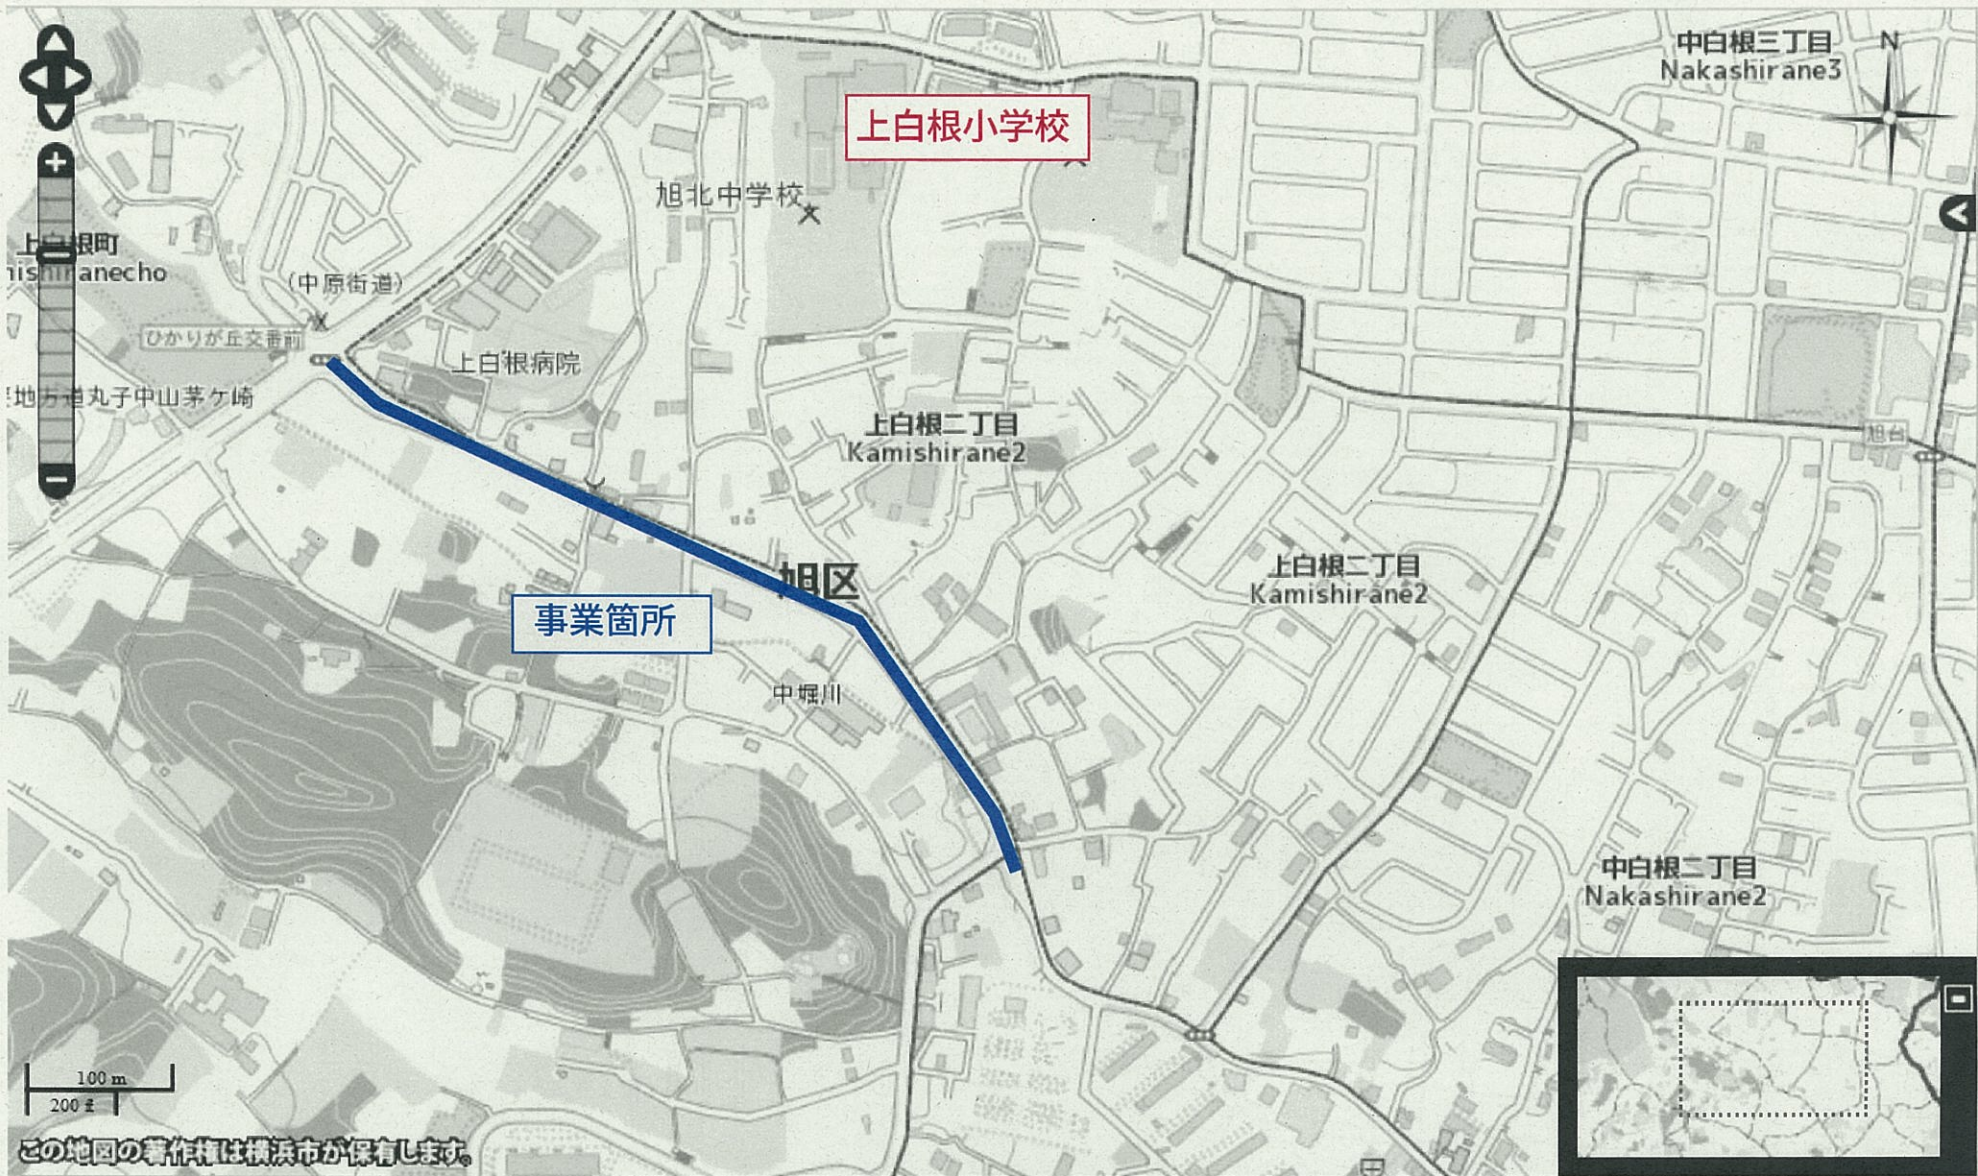 中白根三丁目
Nakashirane3
N
上白根小学校
旭北中学校
上白根町
(中原街道)
ひかりが丘交番前
上白根病院
地方道丸子中山茅ケ崎
上白根二丁目
Kamishirane2
旭台
上白根二丁目
Kamishirane2
旭区
事業箇所
中堀川
中白根二丁目
Nakashirane2
100 m
200 ft
この地図の著作権は横浜市が保有します。